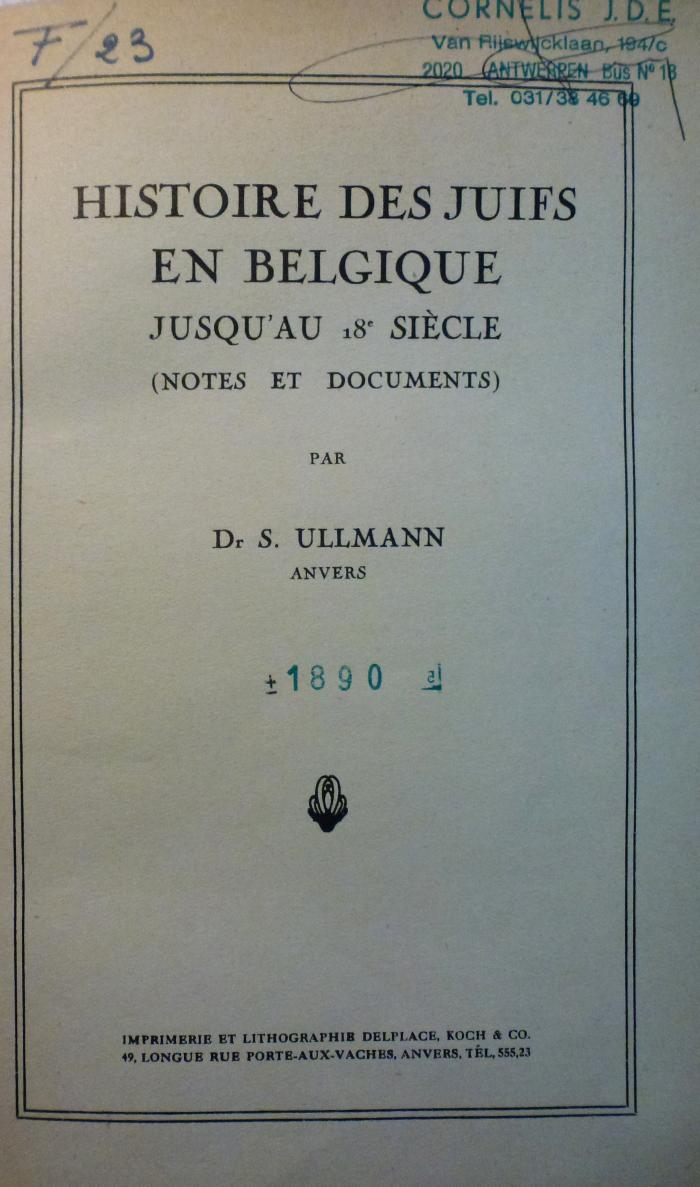 F/23
CORNELIS J.D.E.
Van Rijswijcklaan, 194/c
2020 ANTWERPEN Bus Nº 18
Tel. 031/38 46 69
HISTOIRE DES JUIFS
EN BELGIQUE
JUSQU'AU 18e SIÈCLE
(NOTES ET DOCUMENTS)
PAR
Dr S. ULLMANN
ANVERS
± 1890
IMPRIMERIE ET LITHOGRAPHIE DELPLACE, KOCH & CO.
49, LONGUE RUE PORTE-AUX-VACHES, ANVERS, TÉL, 555,23